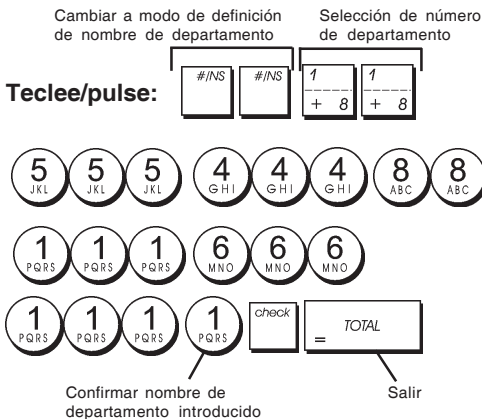 Cambiar a modo de definición
de nombre de departamento
Selección de número
de departamento
Teclee/pulse:
#/NS #/NS 1 + 8 1 + 8
5 JKL 5 JKL 5 JKL 4 GHI 4 GHI 4 GHI 8 ABC 8 ABC
1 PQRS 1 PQRS 1 PQRS 6 MNO 6 MNO 6 MNO
1 PQRS 1 PQRS 1 PQRS 1 PQRS check = TOTAL
Confirmar nombre de
departamento introducido
Salir